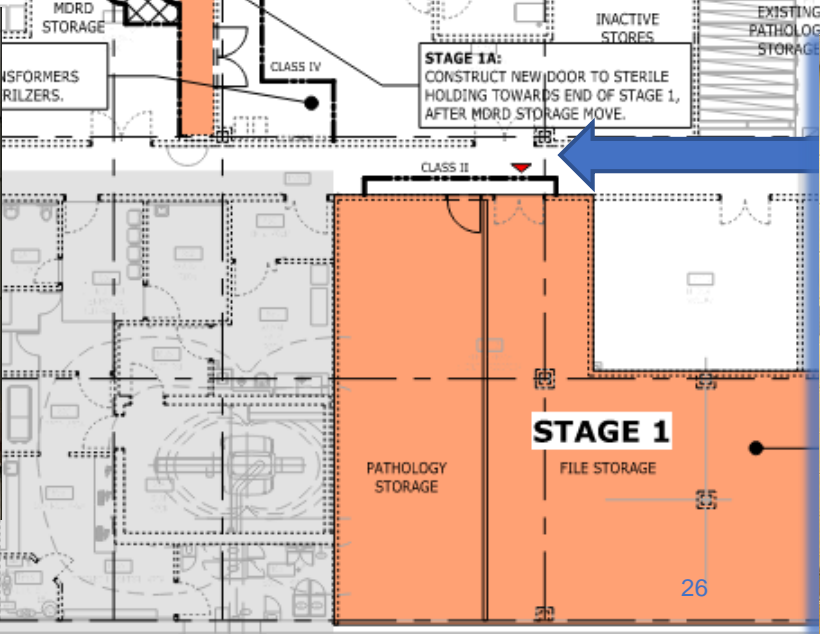 MDRD
STORAGE
NSFORMERS
RILZERS.
CLASS IV
STAGE 1A:
CONSTRUCT NEW DOOR TO STERILE
HOLDING TOWARDS END OF STAGE 1,
AFTER MDRD STORAGE MOVE.
INACTIVE
STORES
EXISTING
PATHOLOG
STORAGE
CLASS II
STAGE 1
PATHOLOGY
STORAGE
FILE STORAGE
26